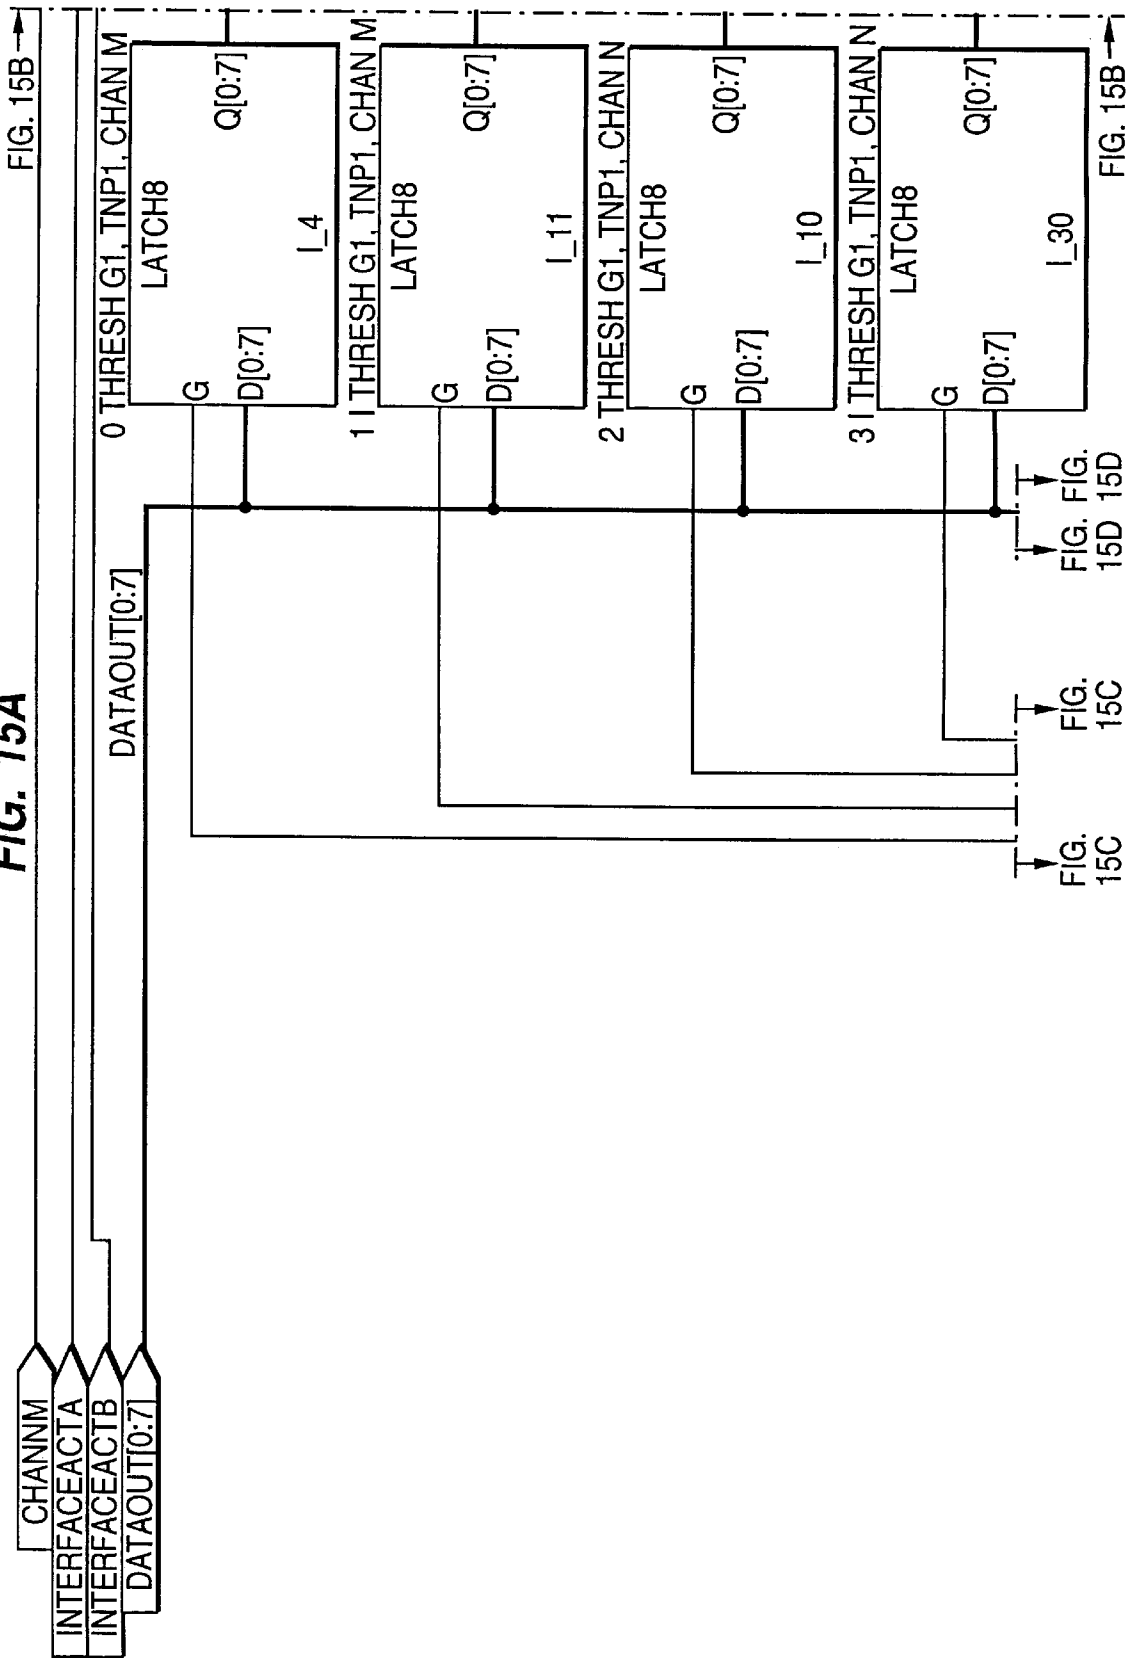 FIG. 15A
FIG. 15B
CHANNM
INTERFACEACTA
INTERFACEACTB
DATAOUT[0:7]
DATAOUT[0:7]
0 THRESH G1, TNP1, CHAN M
LATCH8
G
D[0:7]
Q[0:7]
I_4
1 I THRESH G1, TNP1, CHAN M
LATCH8
G
D[0:7]
Q[0:7]
I_11
2 THRESH G1, TNP1, CHAN N
LATCH8
G
D[0:7]
Q[0:7]
I_10
3 I THRESH G1, TNP1, CHAN N
LATCH8
G
D[0:7]
Q[0:7]
I_30
FIG.
15C
FIG.
15C
FIG.
15D
FIG.
15D
FIG. 15B